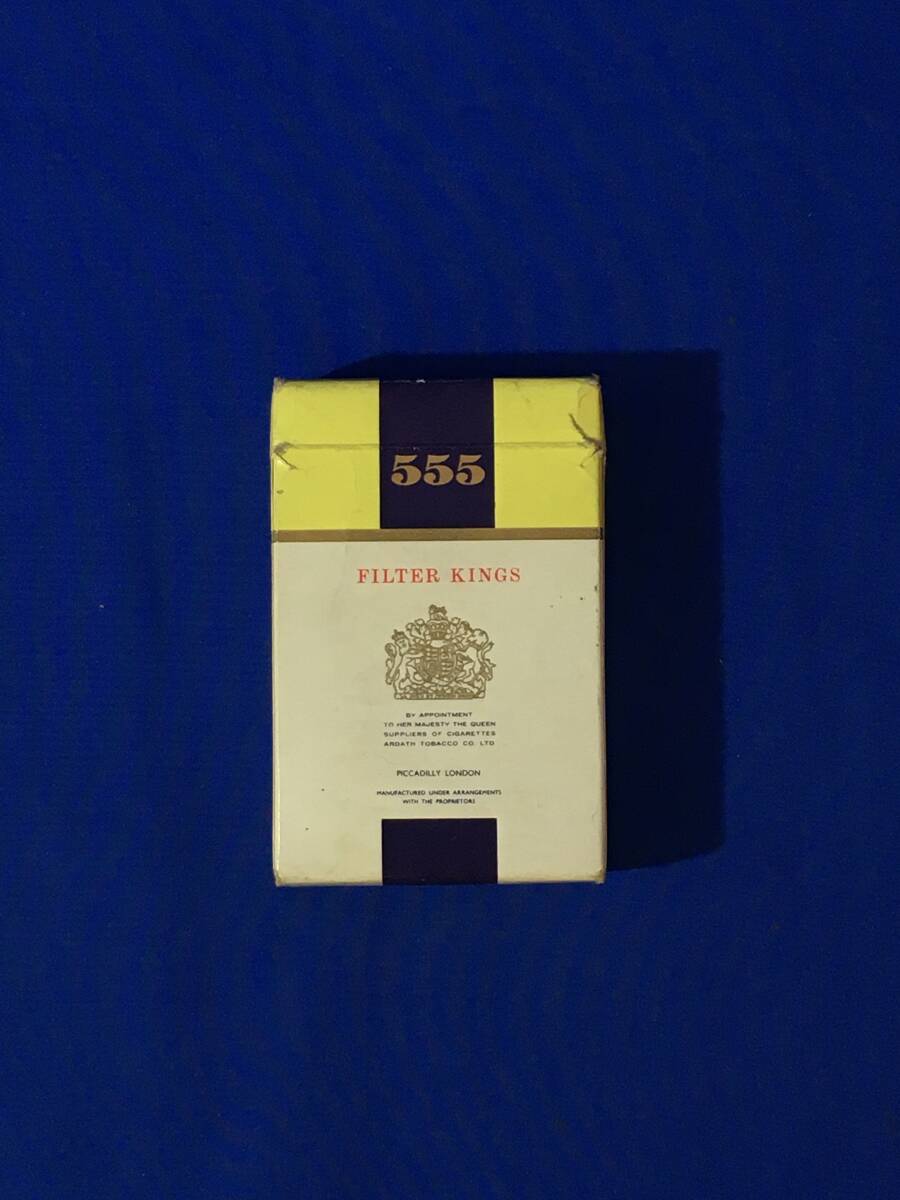 555
FILTER KINGS
BY APPOINTMENT
TO HER MAJESTY THE QUEEN
SUPPLIERS OF CIGARETTES
ARDATH TOBACCO CO. LTD
PICCADILLY LONDON
MANUFACTURED UNDER ARRANGEMENTS
WITH THE PROPRIETORS